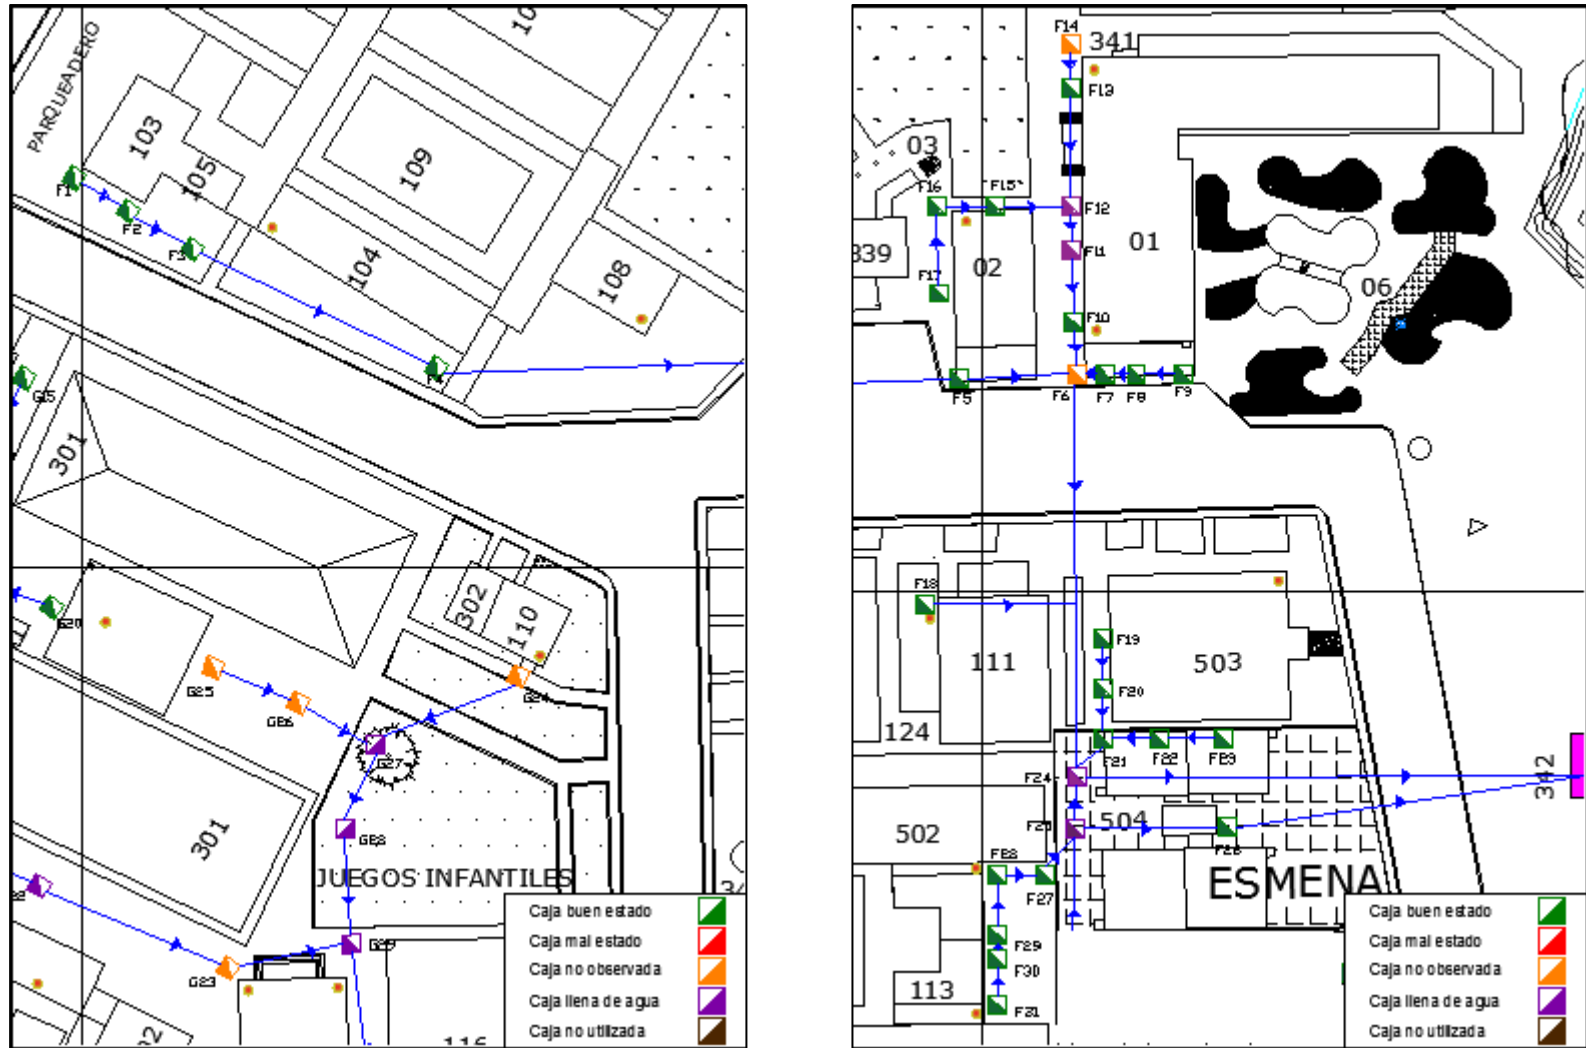 PARQUEADERO
103
105
109
104
108
F1
F2
F3
F4
G15
301
302
110
G20
G25
G26
G24
G27
G28
301
JUEGOS INFANTILES
G23
113
Caja buen estado
Caja mal estado
Caja no observada
Caja llena de agua
Caja no utilizada
F14
341
F13
03
F16
F15
F12
F11
01
339
02
F17
06
F10
F5
F6
F7
F8
F9
F18
F19
111
503
F20
124
F21
F22
F23
F24
342
502
F25
504
F26
F28
F27
ESMENA
F29
F30
F31
Caja buen estado
Caja mal estado
Caja no observada
Caja llena de agua
Caja no utilizada